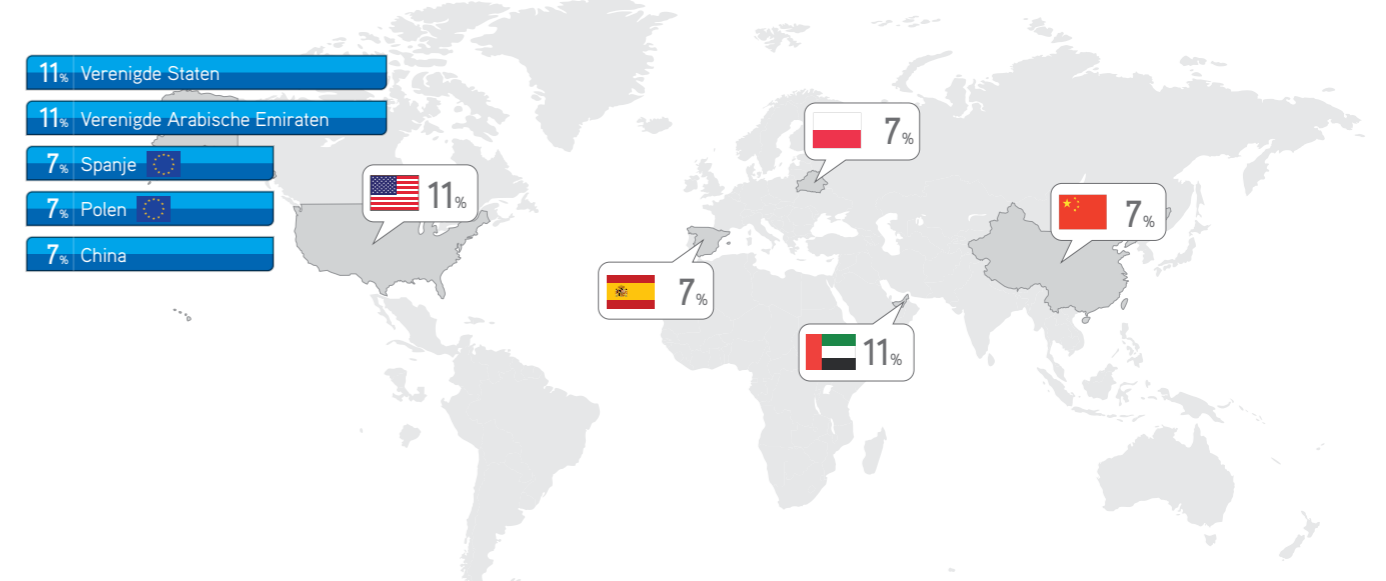 11% Verenigde Staten
11% Verenigde Arabische Emiraten
7% Spanje
7% Polen
7% China
7%
11%
7%
7%
11%